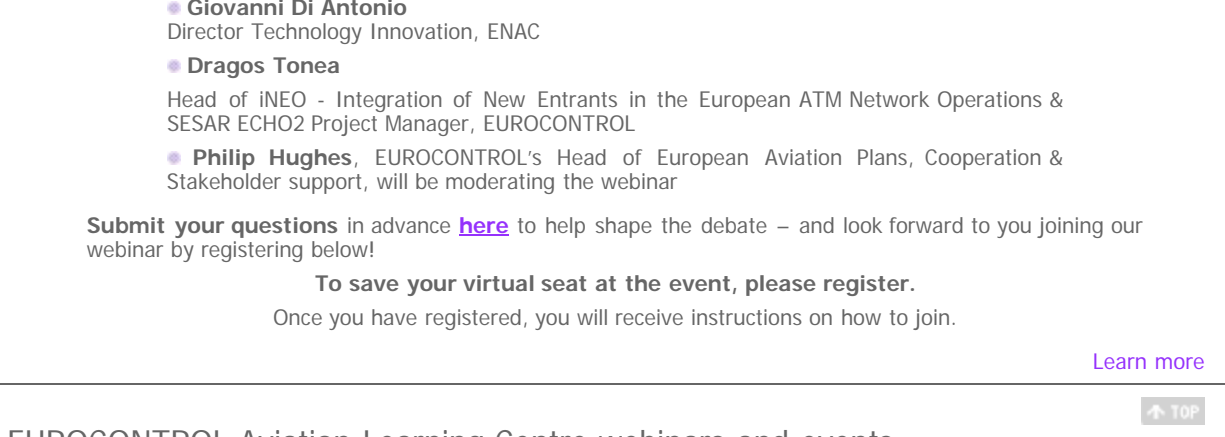 Giovanni Di Antonio
Director Technology Innovation, ENAC
Dragos Tonea
Head of iNEO - Integration of New Entrants in the European ATM Network Operations &
SESAR ECHO2 Project Manager, EUROCONTROL
Philip Hughes, EUROCONTROL's Head of European Aviation Plans, Cooperation &
Stakeholder support, will be moderating the webinar
Submit your questions in advance here to help shape the debate – and look forward to you joining our
webinar by registering below!
To save your virtual seat at the event, please register.
Once you have registered, you will receive instructions on how to join.
Learn more
TOP
EUROCONTROL Aviation Learning Centre webinars and events